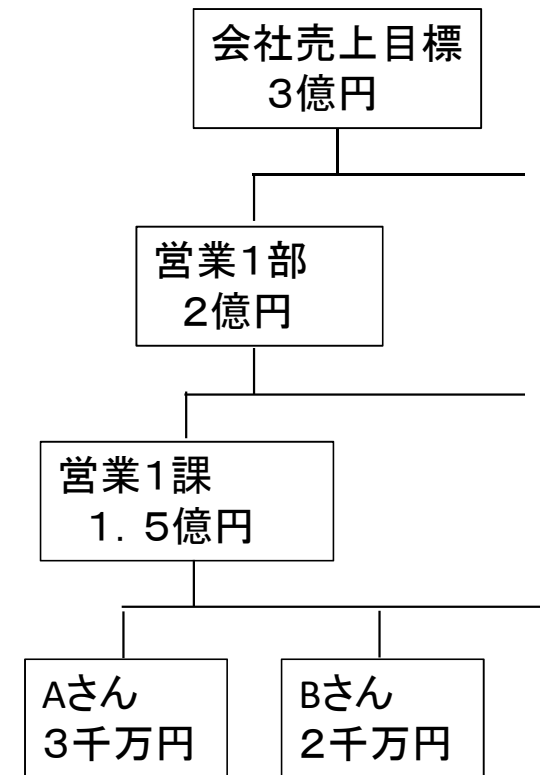 会社売上目標
３億円
営業１部
２億円
営業１課
１．５億円
Aさん
３千万円
Bさん
２千万円